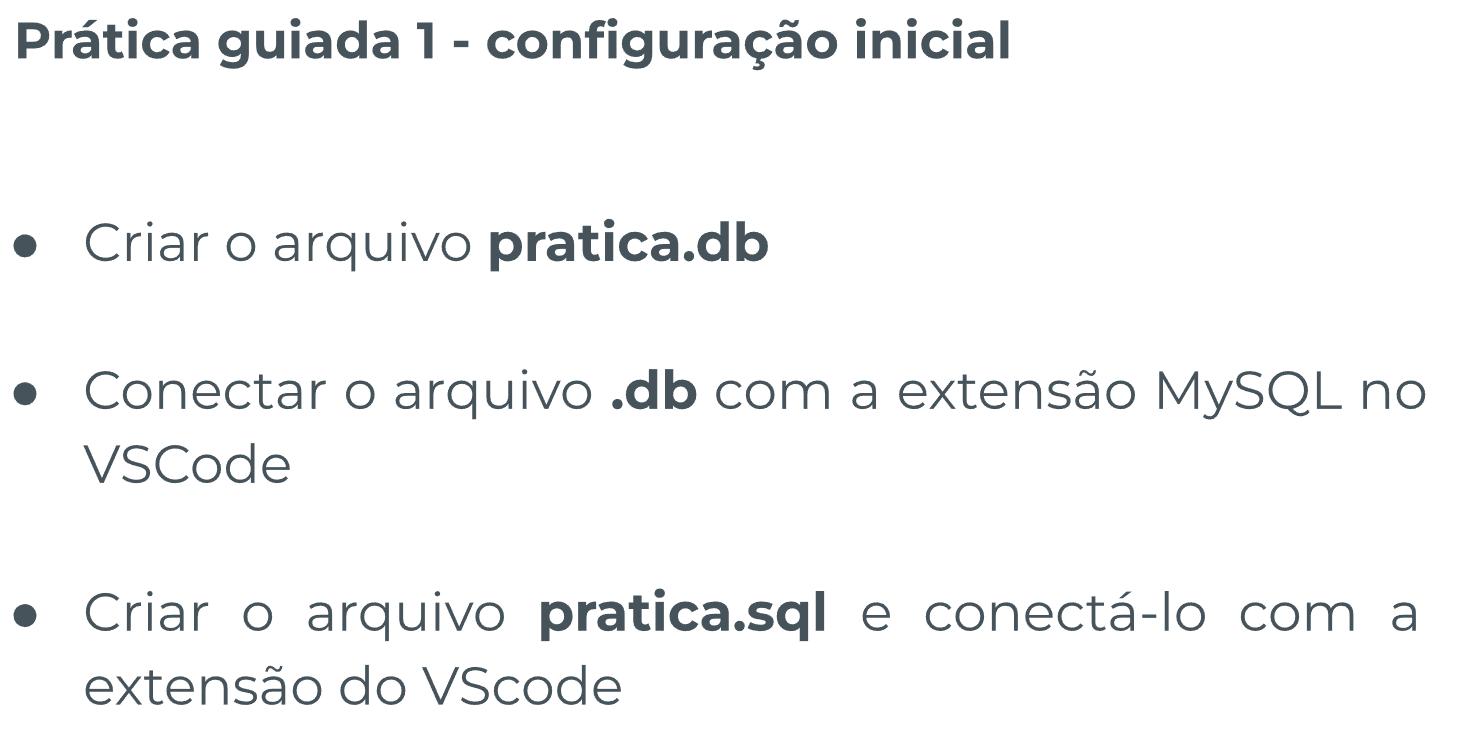 Prática guiada 1 - configuração inicial
● Criar o arquivo pratica.db
● Conectar o arquivo .db com a extensão MySQL no
VSCode
● Criar o arquivo pratica.sql e conectá-lo com a
extensão do VScode